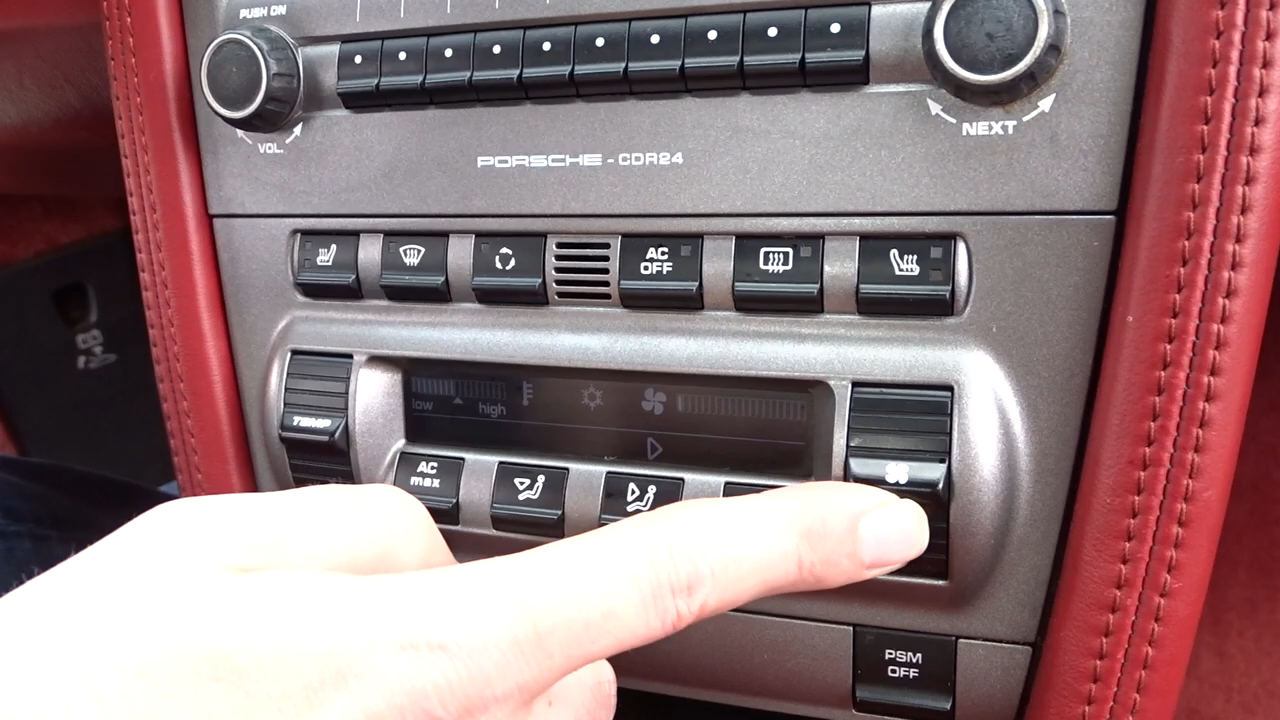 PUSH ON
VOL.
NEXT
PORSCHE - CDR24
AC
OFF
TEMP
low
high
AC
max
PSM
OFF